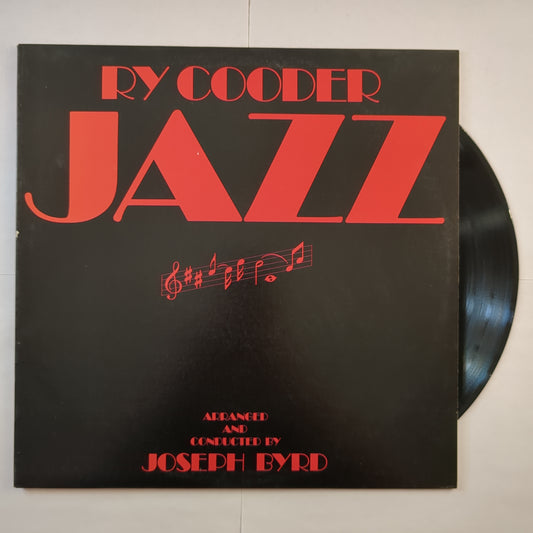 RY COODER
JAZZ
ARRANGED
AND
CONDUCTED BY
JOSEPH BYRD